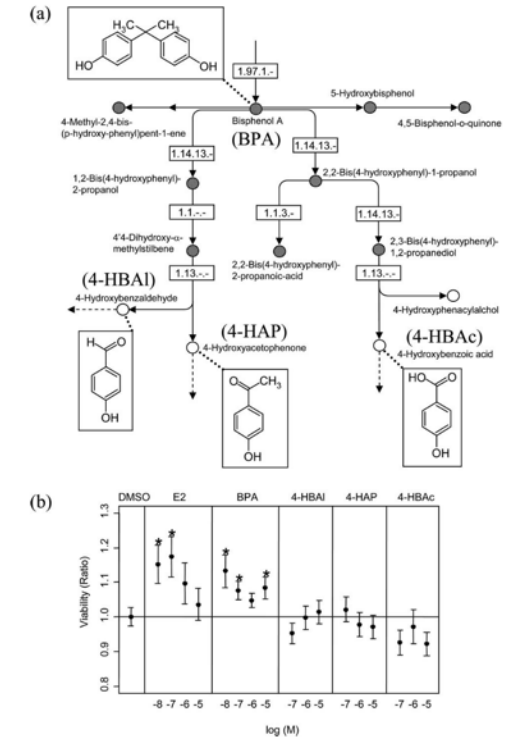 (a)
H₃C CH₃
HO OH
1.97.1.-
5-Hydroxybisphenol
4-Methyl-2,4-bis-
(p-hydroxy-phenyl)pent-1-ene
Bisphenol A
(BPA)
4,5-Bisphenol-o-quinone
1.14.13.-
1.14.13.-
1,2-Bis(4-hydroxyphenyl)-
2-propanol
2,2-Bis(4-hydroxyphenyl)-1-propanol
1.1.-.-
1.1.3.-
1.14.13.-
4'4-Dihydroxy-α-
methylstilbene
2,2-Bis(4-hydroxyphenyl)-
2-propanoic-acid
2,3-Bis(4-hydroxyphenyl)-
1,2-propanediol
1.13.-.-
1.13.-.-
(4-HBAl)
4-Hydroxybenzaldehyde
4-Hydroxyphenacylalchol
(4-HAP)
4-Hydroxyacetophenone
(4-HBAc)
4-Hydroxybenzoic acid
H O
OH
O CH₃
OH
HO O
OH
(b)
DMSO E2 BPA 4-HBAl 4-HAP 4-HBAc
Viability (Ratio)
1.3
1.2
1.1
1.0
0.9
0.8
-8 -7 -6 -5 -8 -7 -6 -5 -7 -6 -5 -7 -6 -5 -7 -6 -5
log (M)